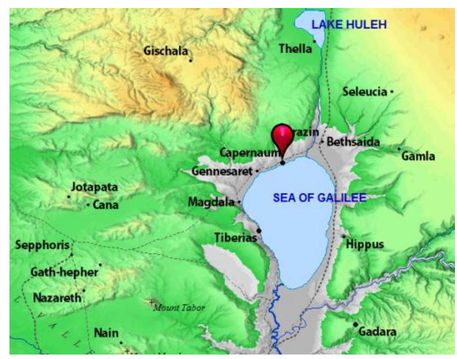 LAKE HULEH
Gischala
Thella
Seleucia
Bethsaida
Capernaum
Gamla
Gennesaret
Jotapata
Cana
Magdala
SEA OF GALILEE
Tiberias
Sepphoris
Hippus
Gath-hepher
Nazareth
Mount Tabor
Nain
Gadara